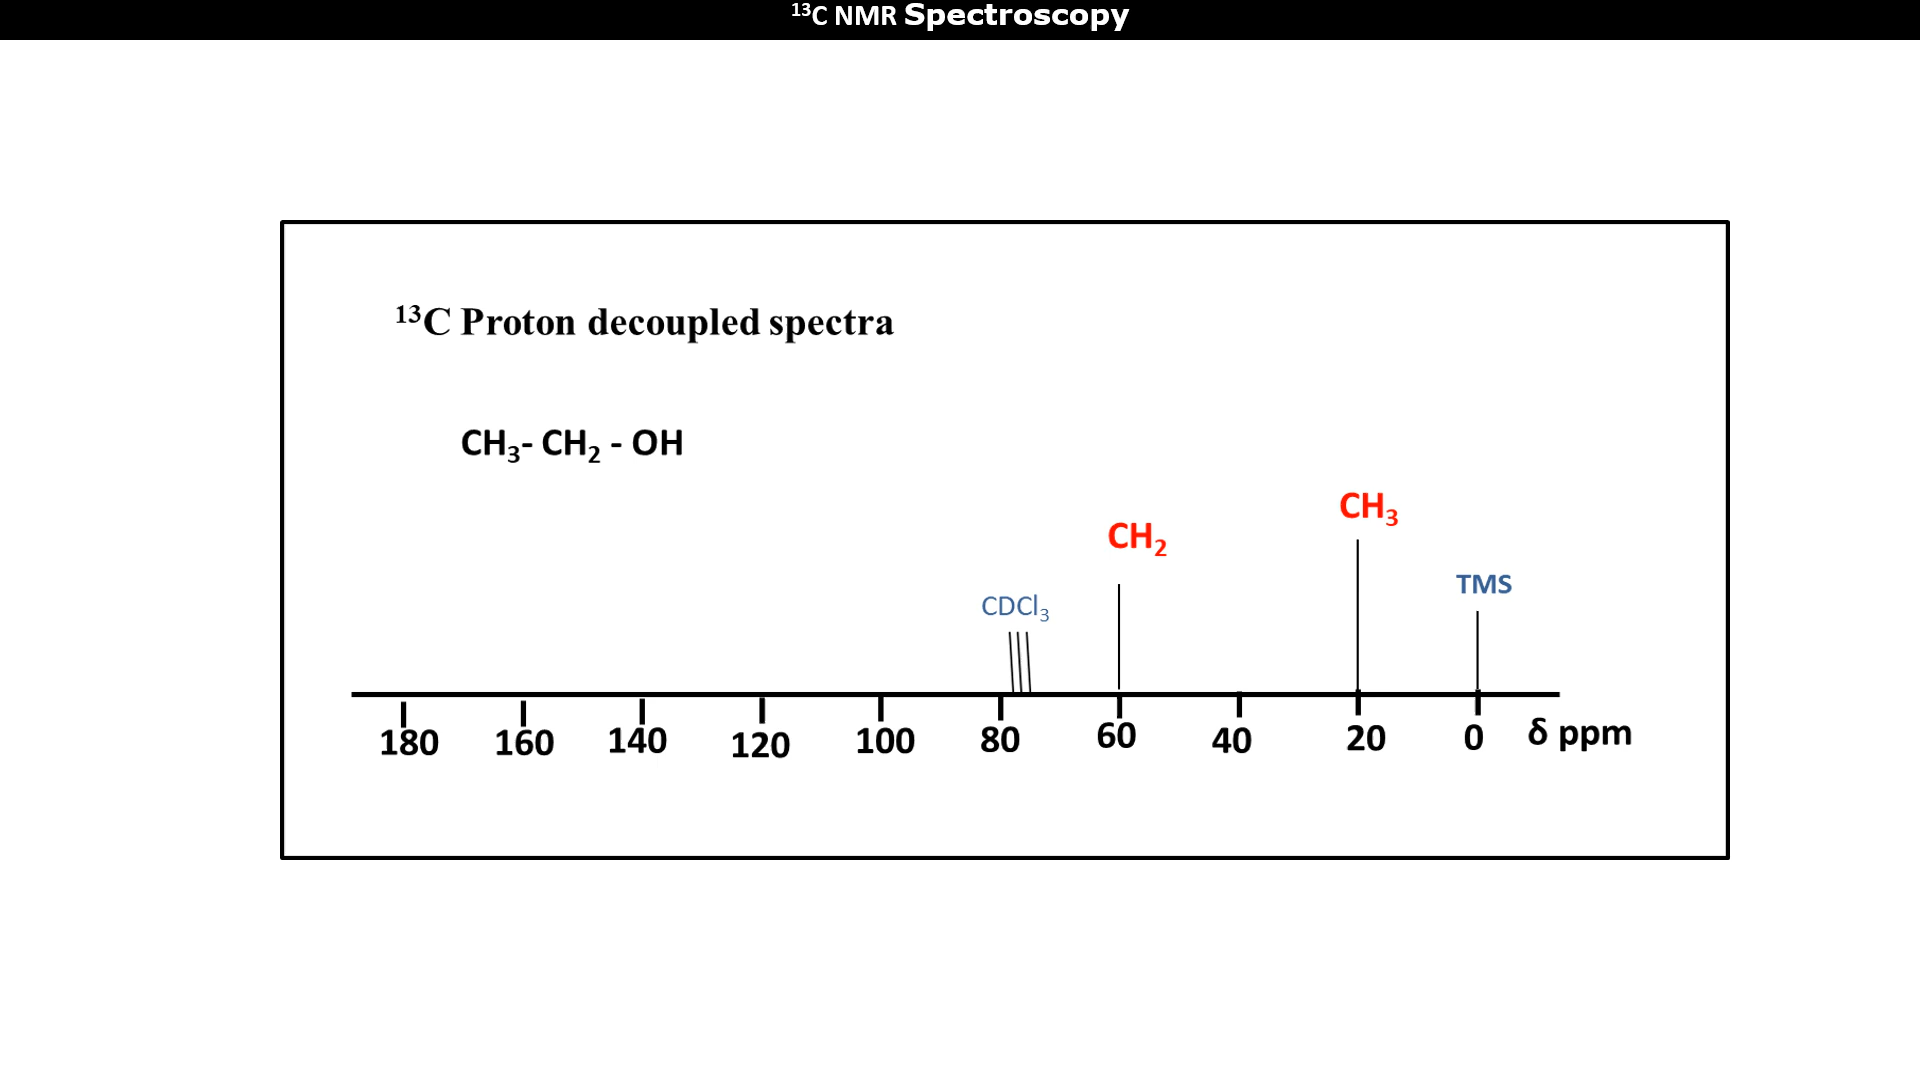 ¹³C NMR Spectroscopy
¹³C Proton decoupled spectra
CH₃- CH₂ - OH
CH₃
CH₂
TMS
CDCl₃
180 160 140 120 100 80 60 40 20 0 δ ppm